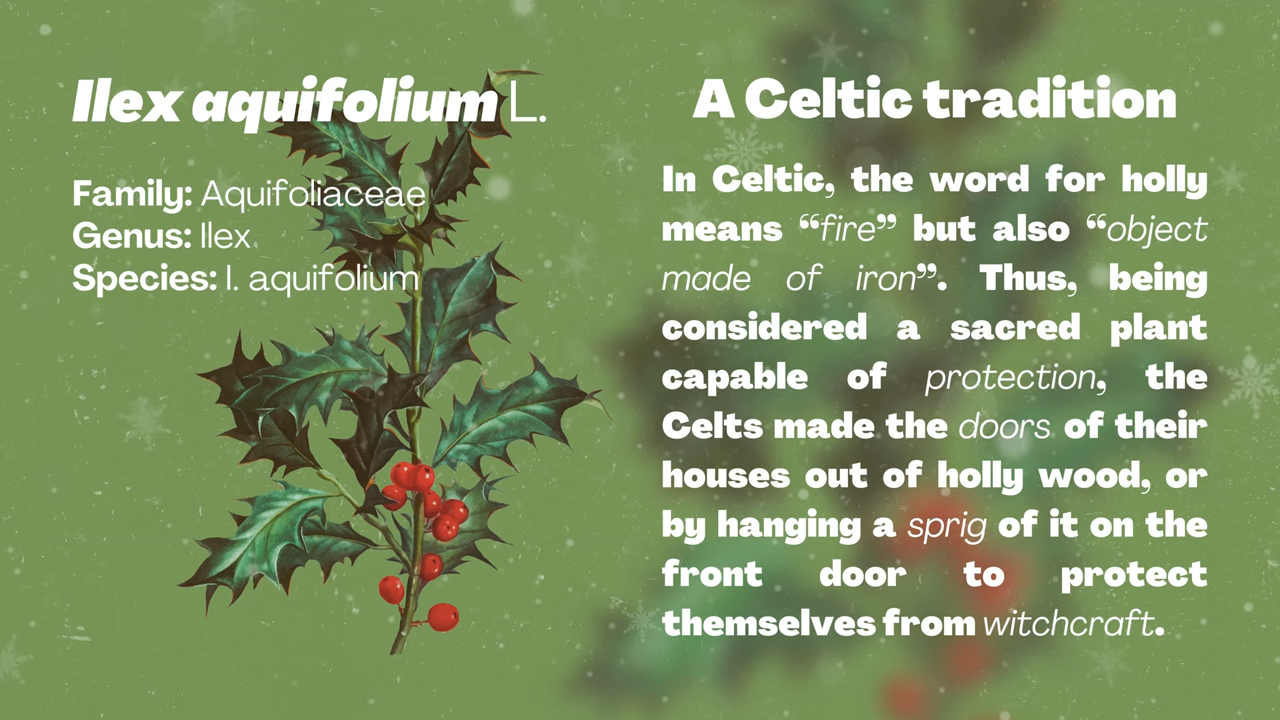 Ilex aquifolium L.
Family: Aquifoliaceae
Genus: Ilex
Species: I. aquifolium
A Celtic tradition
In Celtic, the word for holly
means “fire” but also “object
made of iron”. Thus, being
considered a sacred plant
capable of protection, the
Celts made the doors of their
houses out of holly wood, or
by hanging a sprig of it on the
front door to protect
themselves from witchcraft.